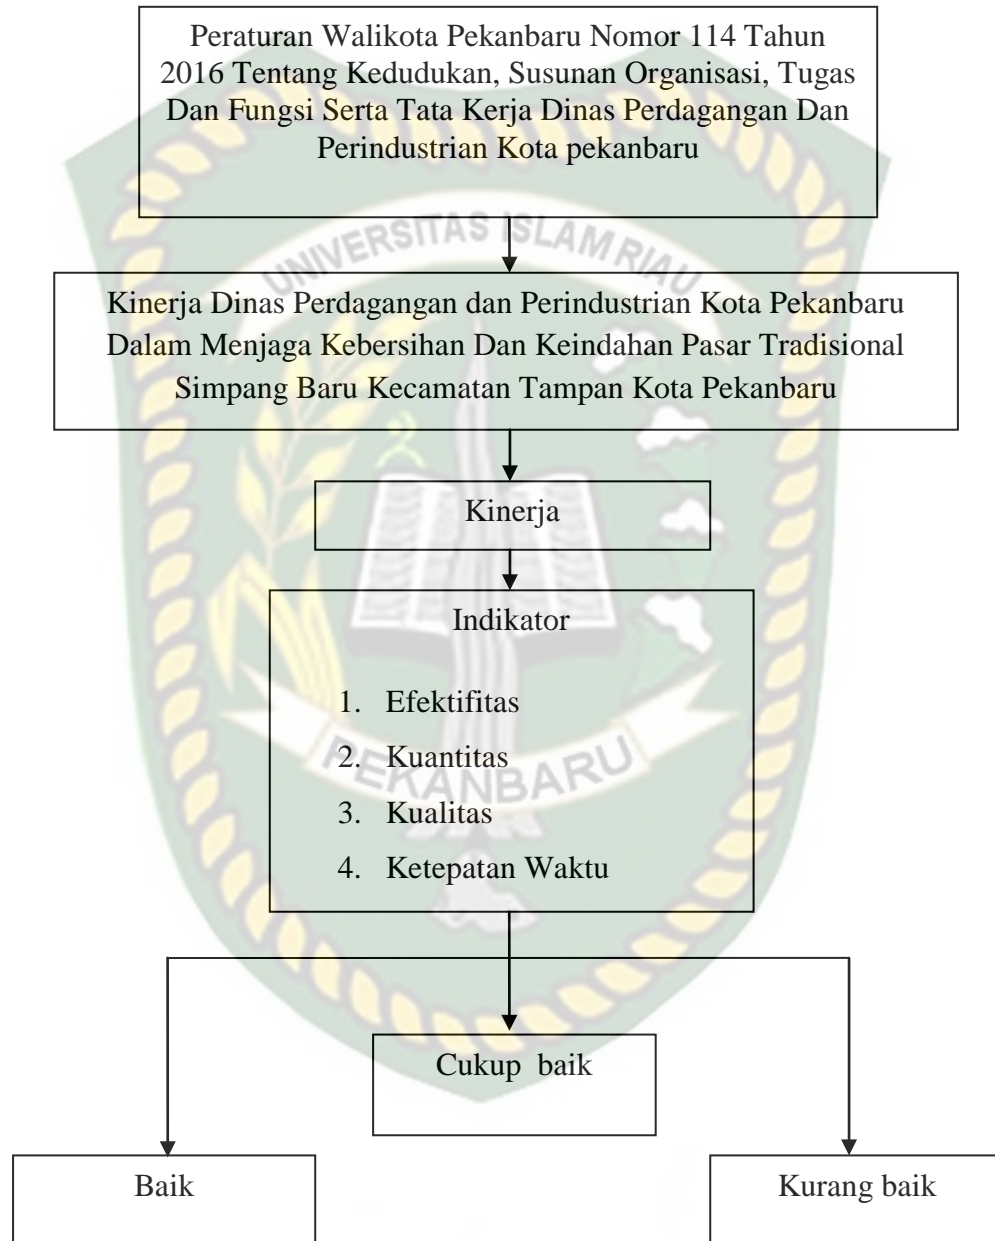 Peraturan Walikota Pekanbaru Nomor 114 Tahun
2016 Tentang Kedudukan, Susunan Organisasi, Tugas
Dan Fungsi Serta Tata Kerja Dinas Perdagangan Dan
Perindustrian Kota pekanbaru
UNIVERSITAS ISLAM RIAU
Kinerja Dinas Perdagangan dan Perindustrian Kota Pekanbaru
Dalam Menjaga Kebersihan Dan Keindahan Pasar Tradisional
Simpang Baru Kecamatan Tampan Kota Pekanbaru
Kinerja
Indikator
1. Efektifitas
2. Kuantitas
PEKANBARU
3. Kualitas
4. Ketepatan Waktu
Cukup baik
Baik
Kurang baik